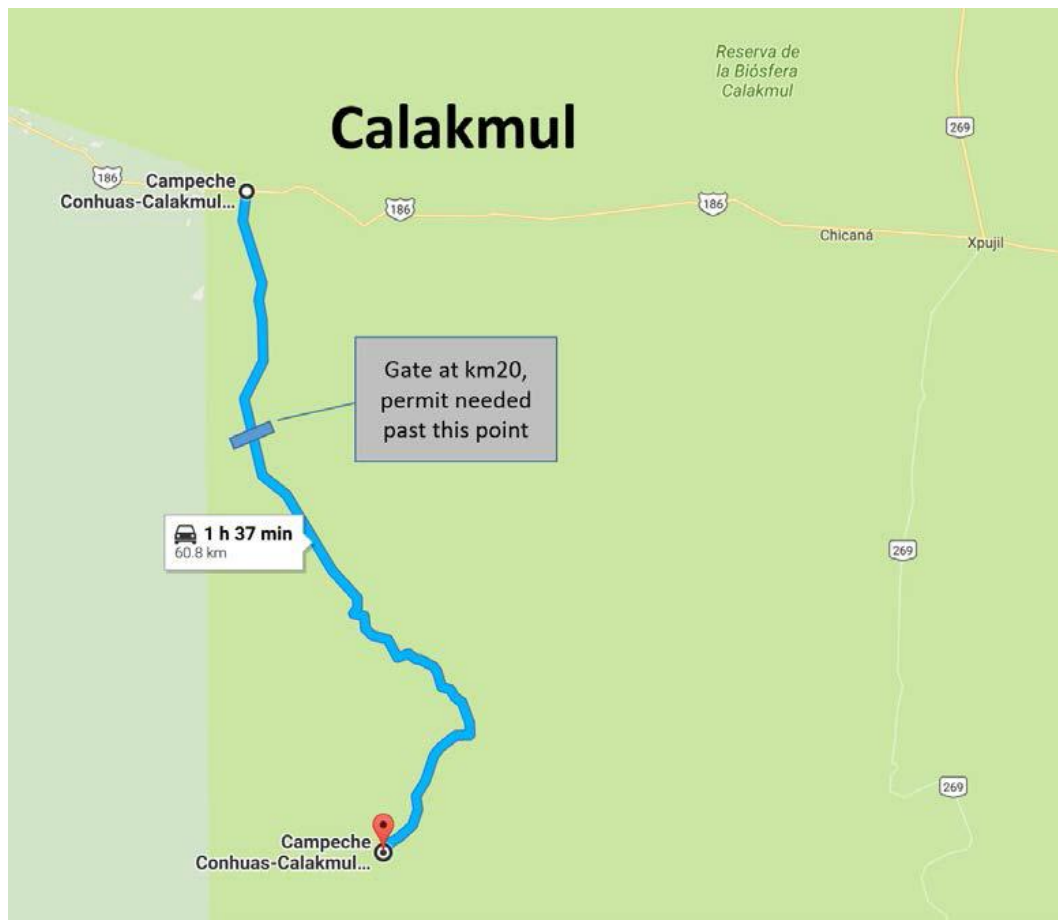 Reserva de
la Biósfera
Calakmul
Calakmul
269
186
Campeche
Conhuas-Calakmul...
186
186
Chicaná
Xpujil
Gate at km20,
permit needed
past this point
1 h 37 min
60.8 km
269
269
Campeche
Conhuas-Calakmul...